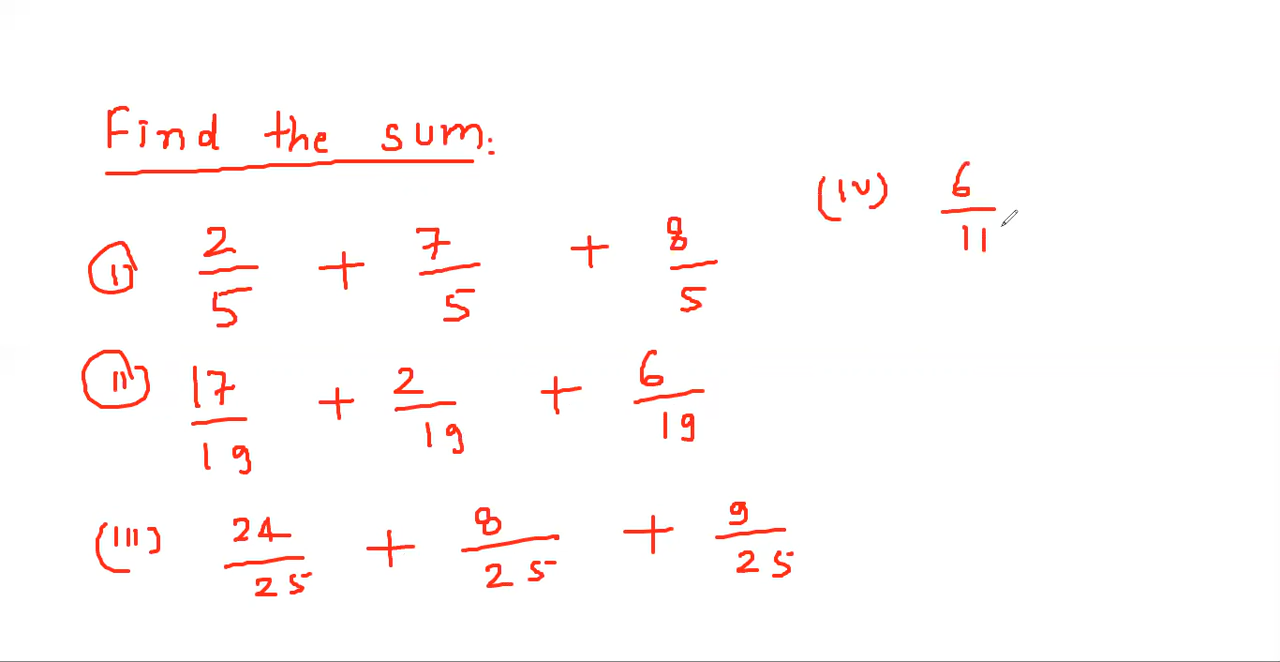 Find the sum:
(i) 2/5 + 7/5 + 8/5
(ii) 17/19 + 2/19 + 6/19
(iii) 24/25 + 8/25 + 9/25
(iv) 6/11